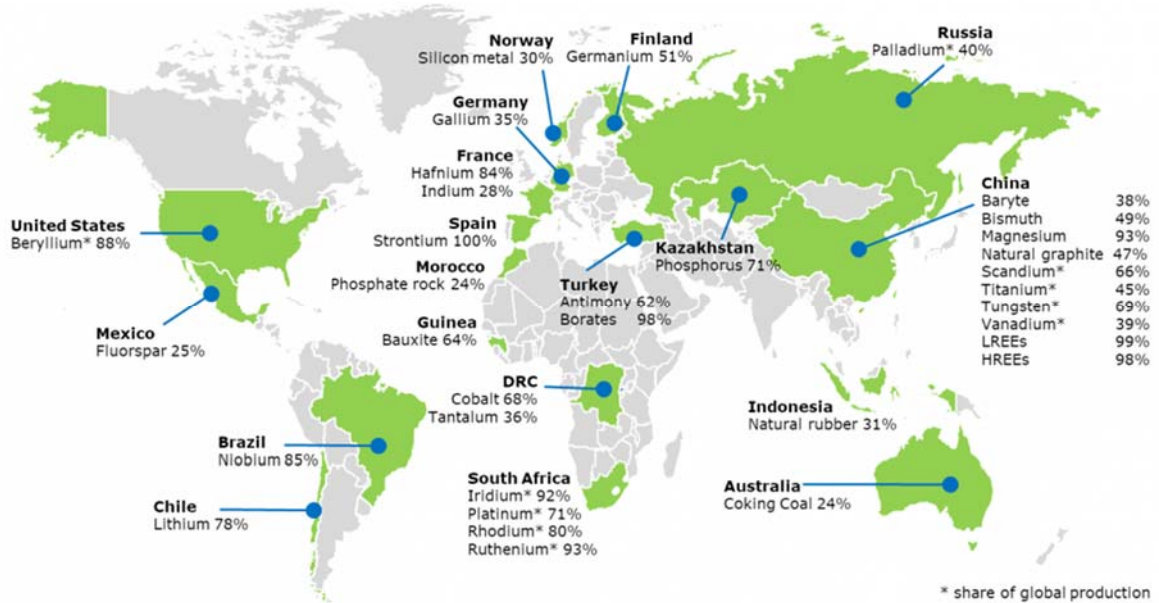 Norway
Silicon metal 30%
Finland
Germanium 51%
Russia
Palladium* 40%
Germany
Gallium 35%
France
Hafnium 84%
Indium 28%
United States
Beryllium* 88%
Spain
Strontium 100%
Morocco
Phosphate rock 24%
Kazakhstan
Phosphorus 71%
China
Baryte 38%
Bismuth 49%
Magnesium 93%
Natural graphite 47%
Scandium* 66%
Titanium* 45%
Tungsten* 69%
Vanadium* 39%
LREEs 99%
HREEs 98%
Turkey
Antimony 62%
Borates 98%
Mexico
Fluorspar 25%
Guinea
Bauxite 64%
DRC
Cobalt 68%
Tantalum 36%
Indonesia
Natural rubber 31%
Brazil
Niobium 85%
Chile
Lithium 78%
South Africa
Iridium* 92%
Platinum* 71%
Rhodium* 80%
Ruthenium* 93%
Australia
Coking Coal 24%
* share of global production